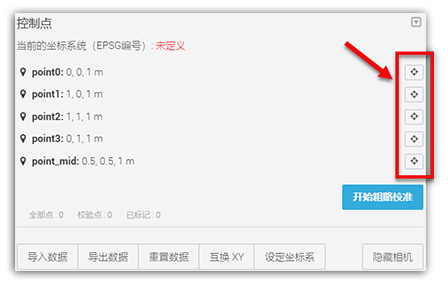 控制点
当前的坐标系统（EPSG编号）: 未定义
point0: 0, 0, 1 m
point1: 1, 0, 1 m
point2: 1, 1, 1 m
point3: 0, 1, 1 m
point_mid: 0.5, 0.5, 1 m
开始粗略校准
全部点 : 0 校验点 : 0 已标记 : 0
导入数据 导出数据 重置数据 互换 XY 设定坐标系 隐藏相机